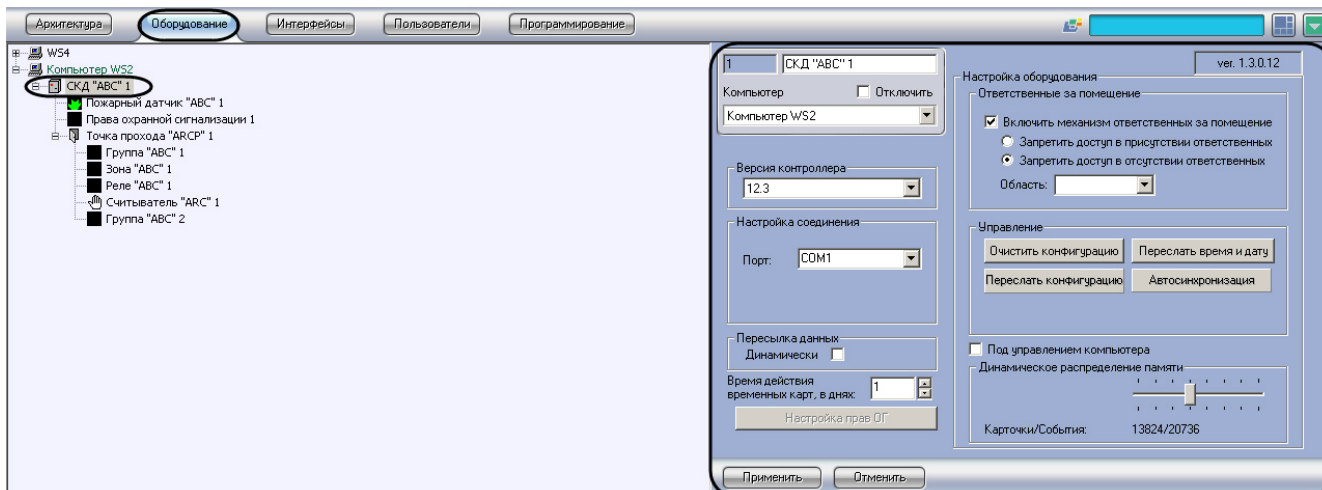 Архитектура
Оборудование
Интерфейсы
Пользователи
Программирование
WS4
Компьютер WS2
СКД "ABC" 1
Пожарный датчик "ABC" 1
Права охранной сигнализации 1
Точка прохода "ARCP" 1
Группа "ABC" 1
Зона "ABC" 1
Реле "ABC" 1
Считыватель "ARC" 1
Группа "ABC" 2
1
СКД "ABC" 1
Компьютер
Отключить
Компьютер WS2
Версия контроллера
12.3
Настройка соединения
Порт:
COM1
Пересылка данных
Динамически
Время действия
временных карт, в днях:
1
Настройка прав ОГ
ver. 1.3.0.12
Настройка оборудования
Ответственные за помещение
Включить механизм ответственных за помещение
Запретить доступ в присутствии ответственных
Запретить доступ в отсутствии ответственных
Область:
Управление
Очистить конфигурацию
Переслать время и дату
Переслать конфигурацию
Автосинхронизация
Под управлением компьютера
Динамическое распределение памяти
Карточки/События:
13824/20736
Применить
Отменить